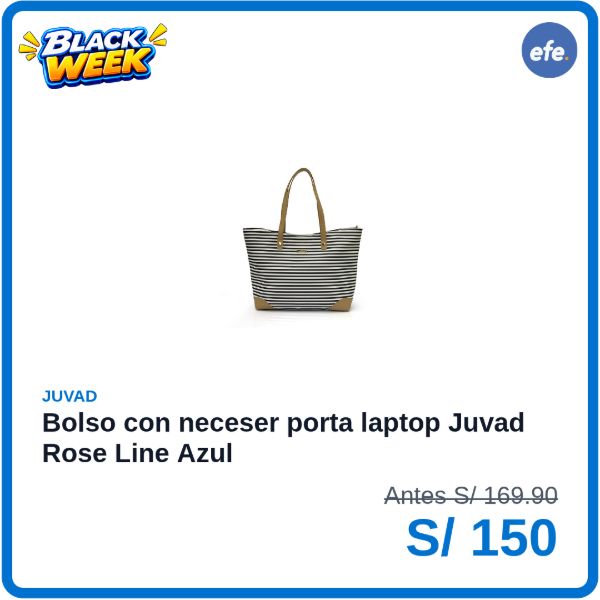 BLACK
WEEK
efe.
JUVAD
Bolso con neceser porta laptop Juvad
Rose Line Azul
Antes S/ 169.90
S/ 150